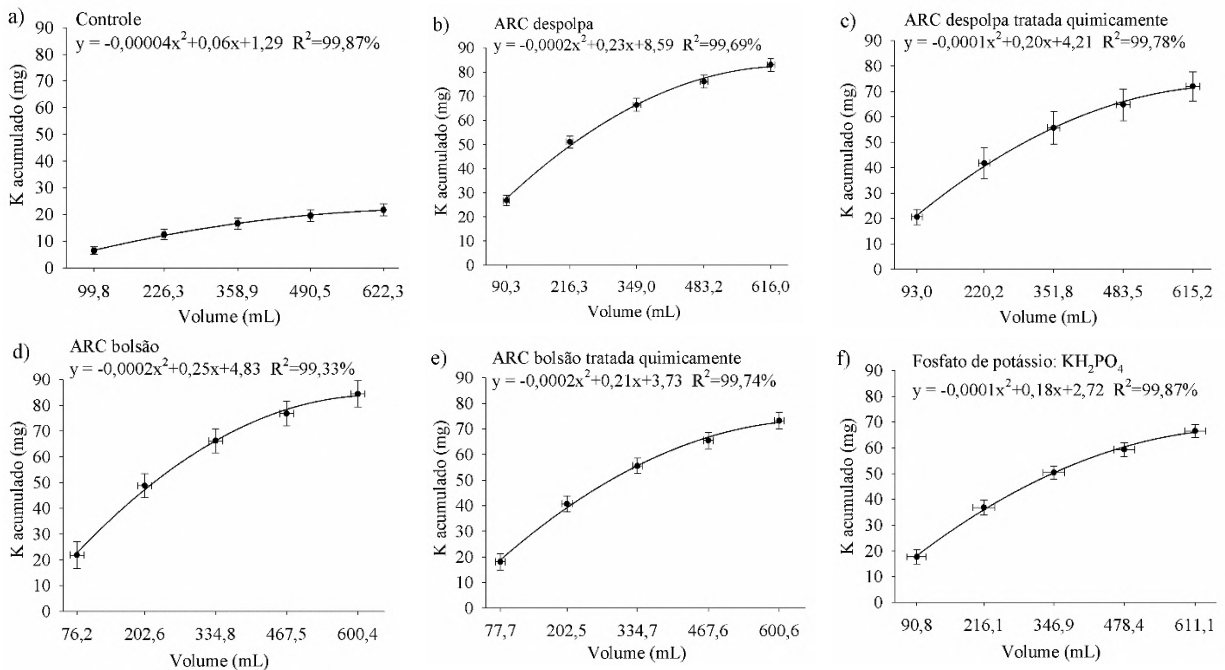 a)
Controle
y = -0,00004x²+0,06x+1,29 R²=99,87%
K acumulado (mg)
90
80
70
60
50
40
30
20
10
0
99,8 226,3 358,9 490,5 622,3
Volume (mL)
b)
ARC despolpa
y = -0,0002x²+0,23x+8,59 R²=99,69%
K acumulado (mg)
90
80
70
60
50
40
30
20
10
0
90,3 216,3 349,0 483,2 616,0
Volume (mL)
c)
ARC despolpa tratada quimicamente
y = -0,0001x²+0,20x+4,21 R²=99,78%
K acumulado (mg)
90
80
70
60
50
40
30
20
10
0
93,0 220,2 351,8 483,5 615,2
Volume (mL)
d)
ARC bolsão
y = -0,0002x²+0,25x+4,83 R²=99,33%
K acumulado (mg)
90
80
70
60
50
40
30
20
10
0
76,2 202,6 334,8 467,5 600,4
Volume (mL)
e)
ARC bolsão tratada quimicamente
y = -0,0002x²+0,21x+3,73 R²=99,74%
K acumulado (mg)
90
80
70
60
50
40
30
20
10
0
77,7 202,5 334,7 467,6 600,6
Volume (mL)
f)
Fosfato de potássio: KH₂PO₄
y = -0,0001x²+0,18x+2,72 R²=99,87%
K acumulado (mg)
90
80
70
60
50
40
30
20
10
0
90,8 216,1 346,9 478,4 611,1
Volume (mL)